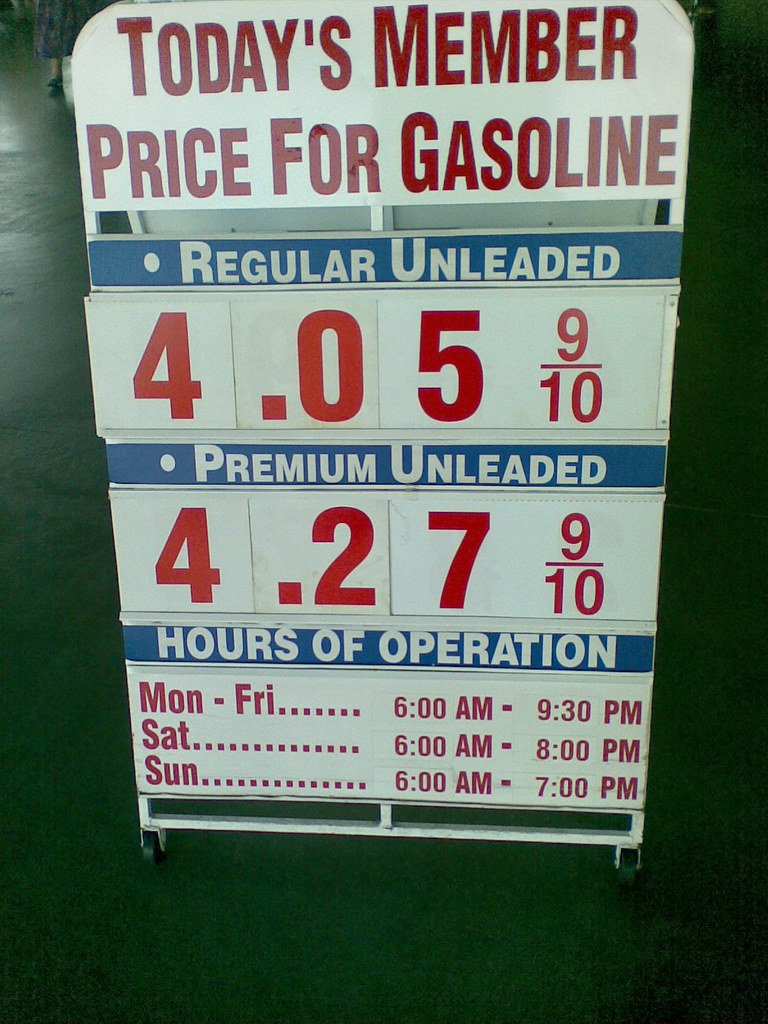 TODAY'S MEMBER
PRICE FOR GASOLINE
• REGULAR UNLEADED
4 .0 5 9/10
• PREMIUM UNLEADED
4 .2 7 9/10
HOURS OF OPERATION
Mon - Fri....... 6:00 AM - 9:30 PM
Sat.............. 6:00 AM - 8:00 PM
Sun.............. 6:00 AM - 7:00 PM